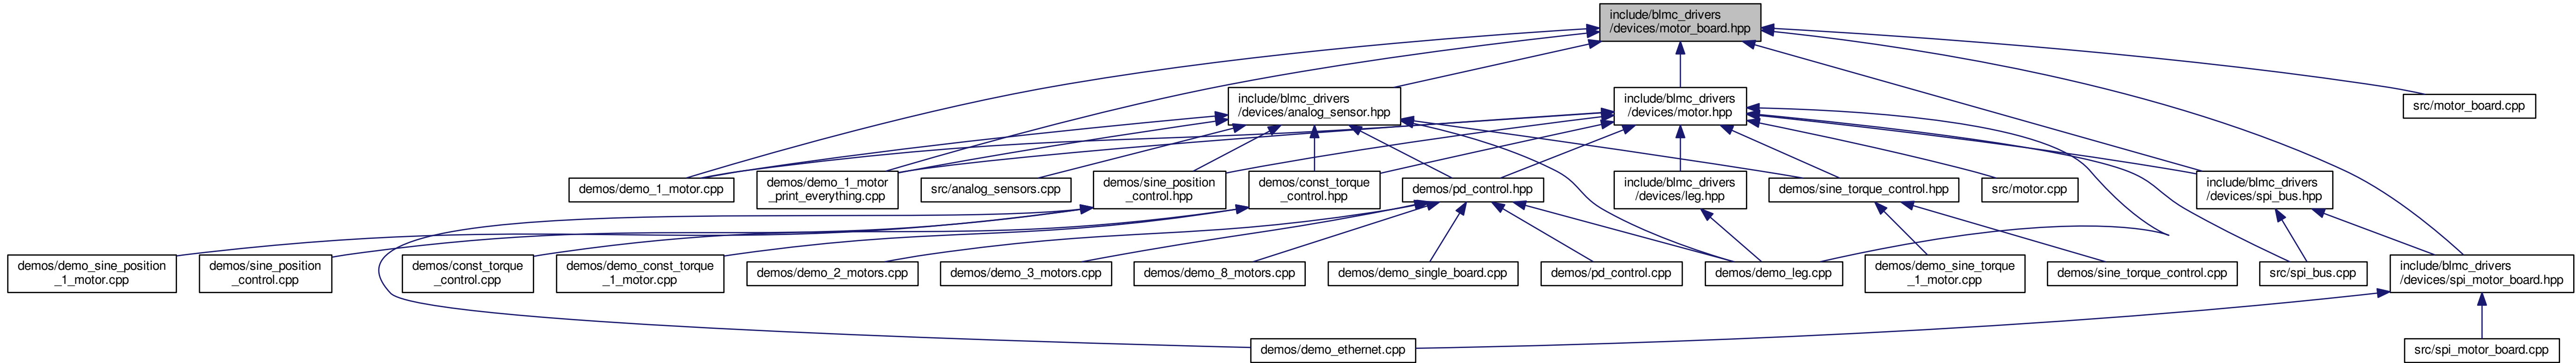 include/blmc_drivers
/devices/motor_board.hpp
include/blmc_drivers
/devices/analog_sensor.hpp
include/blmc_drivers
/devices/motor.hpp
src/motor_board.cpp
demos/demo_1_motor.cpp
demos/demo_1_motor
_print_everything.cpp
src/analog_sensors.cpp
demos/sine_position
_control.hpp
demos/const_torque
_control.hpp
demos/pd_control.hpp
include/blmc_drivers
/devices/leg.hpp
demos/sine_torque_control.hpp
src/motor.cpp
include/blmc_drivers
/devices/spi_bus.hpp
demos/demo_sine_position
_1_motor.cpp
demos/sine_position
_control.cpp
demos/const_torque
_control.cpp
demos/demo_const_torque
_1_motor.cpp
demos/demo_2_motors.cpp
demos/demo_3_motors.cpp
demos/demo_8_motors.cpp
demos/demo_single_board.cpp
demos/pd_control.cpp
demos/demo_leg.cpp
demos/demo_sine_torque
_1_motor.cpp
demos/sine_torque_control.cpp
src/spi_bus.cpp
include/blmc_drivers
/devices/spi_motor_board.hpp
demos/demo_ethernet.cpp
src/spi_motor_board.cpp